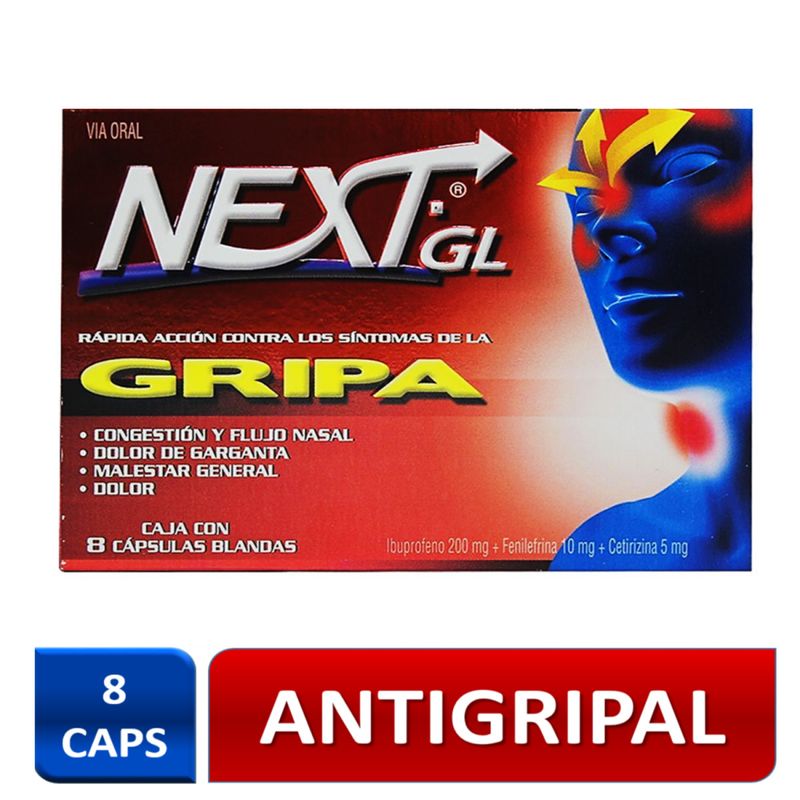 VIA ORAL
NEXT®
GL
RÁPIDA ACCIÓN CONTRA LOS SÍNTOMAS DE LA
GRIPA
• CONGESTIÓN Y FLUJO NASAL
• DOLOR DE GARGANTA
• MALESTAR GENERAL
• DOLOR
CAJA CON
8 CÁPSULAS BLANDAS
Ibuprofeno 200 mg + Fenilefrina 10 mg + Cetirizina 5 mg
8
CAPS
ANTIGRIPAL